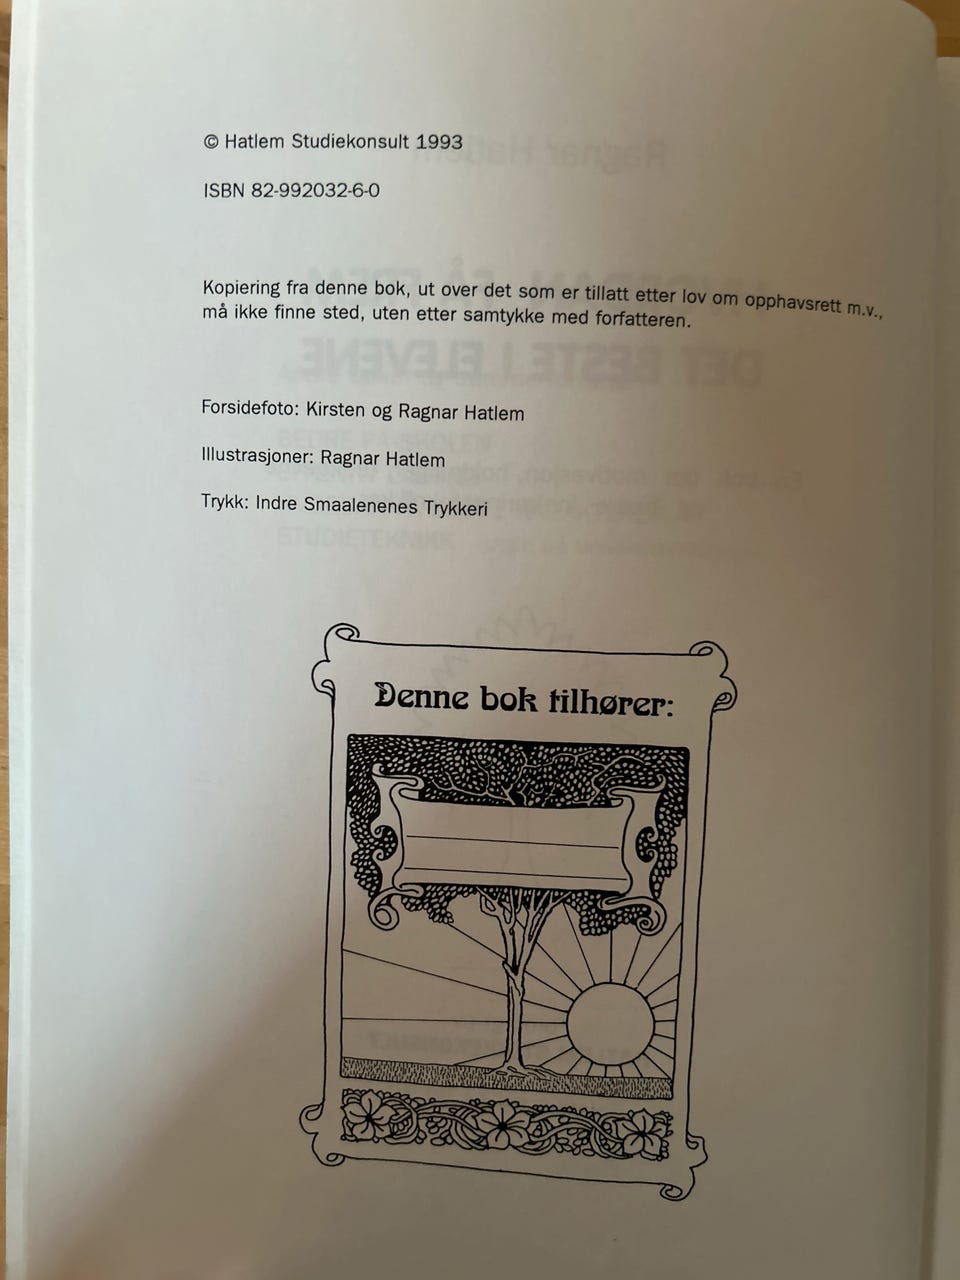 © Hatlem Studiekonsult 1993
ISBN 82-992032-6-0
Kopiering fra denne bok, ut over det som er tillatt etter lov om opphavsrett m.v.,
må ikke finne sted, uten etter samtykke med forfatteren.
Forsidefoto: Kirsten og Ragnar Hatlem
Illustrasjoner: Ragnar Hatlem
Trykk: Indre Smaalenenes Trykkeri
Denne bok tilhører: